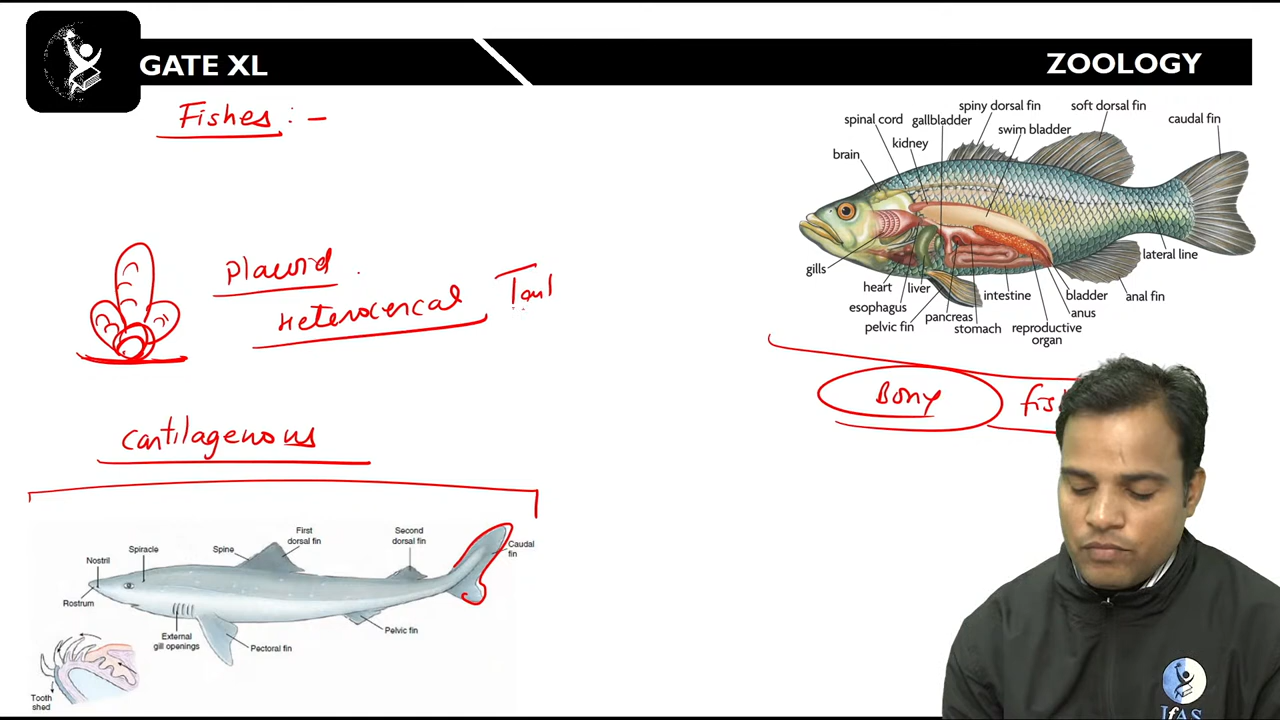 GATE XL
ZOOLOGY
Fishes : -
spiny dorsal fin
soft dorsal fin
spinal cord
gallbladder
swim bladder
caudal fin
kidney
brain
gills
heart
liver
esophagus
pelvic fin
pancreas
stomach
intestine
reproductive
organ
bladder
anus
anal fin
lateral line
placoid
Heterocercal Tail
Bony
cartilagenous
First
dorsal fin
Second
dorsal fin
Caudal
fin
Spine
Spiracle
Nostril
Rostrum
External
gill openings
Pectoral fin
Pelvic fin
Tooth
shed
IFAS